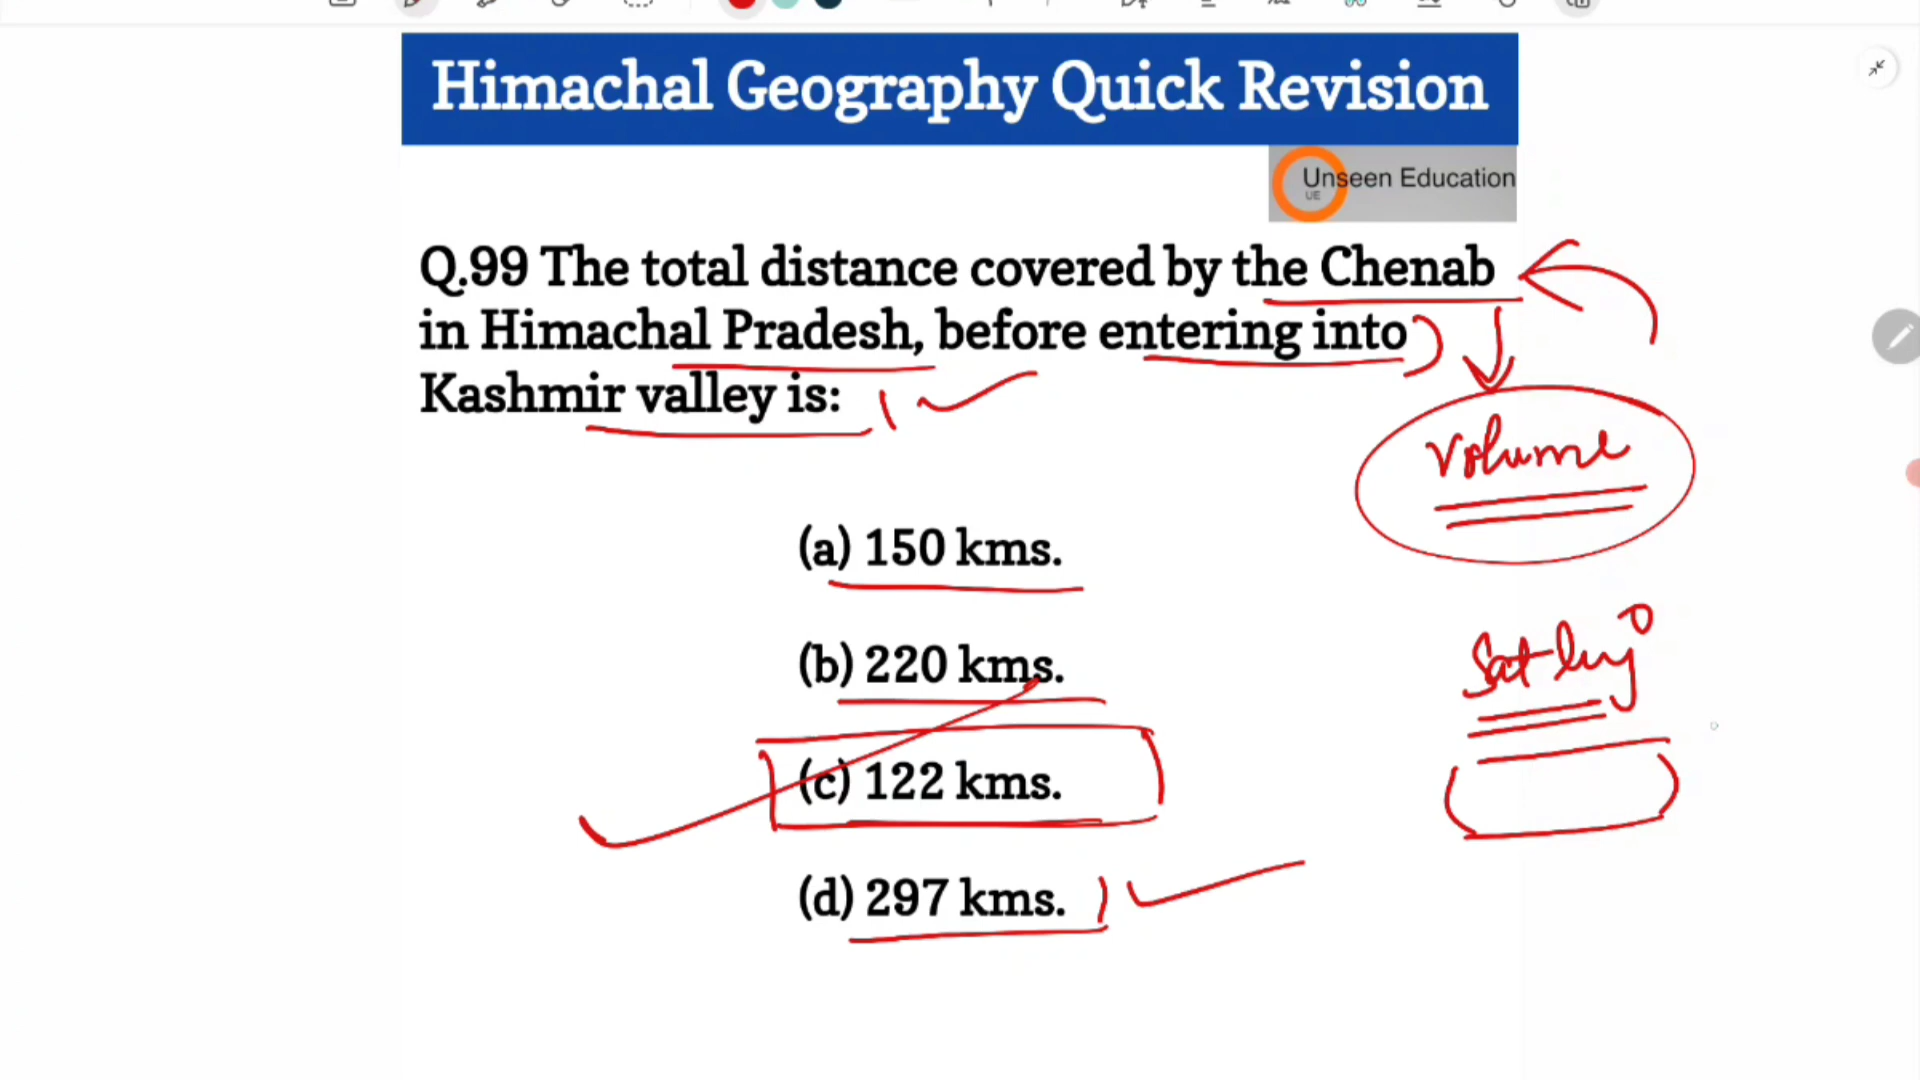 Himachal Geography Quick Revision
Unseen Education
UE
Q.99 The total distance covered by the Chenab
in Himachal Pradesh, before entering into
Kashmir valley is:
Volume
(a) 150 kms.
(b) 220 kms.
Satluj
(c) 122 kms.
(d) 297 kms.